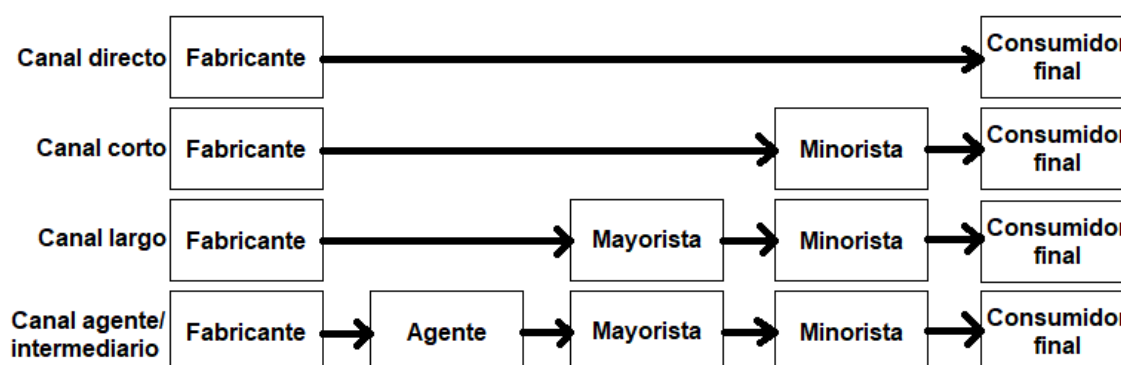 Canal directo Fabricante Consumidor
final
Canal corto Fabricante Minorista Consumidor
final
Canal largo Fabricante Mayorista Minorista Consumidor
final
Canal agente/
intermediario Fabricante Agente Mayorista Minorista Consumidor
final